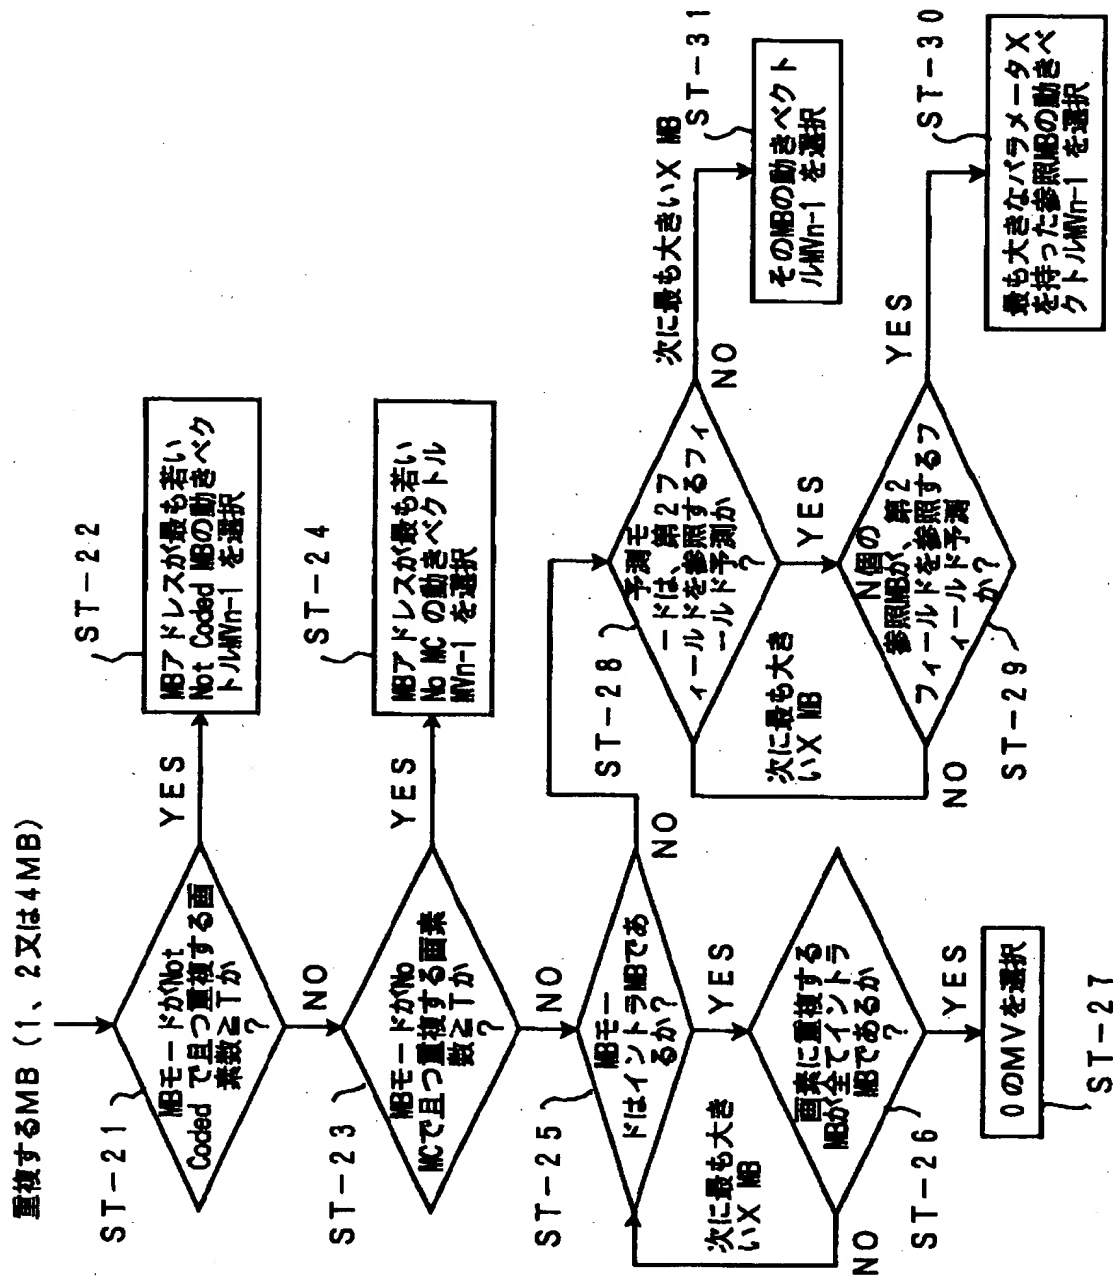 重複するMB (1、2又は4MB)
ST-21
MBモードがNot
Coded で且つ重複する画
素数≧Tか
?
YES
ST-22
MBアドレスが最も若い
Not Coded MBの動きベク
トルMVn-1 を選択
NO
ST-23
MBモードがNo
MCで且つ重複する画素
数≧Tか
?
YES
ST-24
MBアドレスが最も若い
No MC の動きベクトル
MVn-1 を選択
NO
ST-25
MBモー
ドはイントラMBであ
るか?
NO
YES
次に最も大き
いX MB
画素に重複する
MBが全てイントラ
MBであるか
?
NO
ST-26
YES
0のMVを選択
ST-27
ST-28
予測モ
ードは、第2フ
ィールドを参照するフィ
ールド予測か
?
NO
次に最も大きいX MB
ST-31
そのMBの動きベクト
ルMVn-1 を選択
YES
次に最も大き
いX MB
N個の
参照MBが、第2
フィールドを参照するフ
ィールド予測
か?
NO
ST-29
YES
ST-30
最も大きなパラメータX
を持った参照MBの動きベ
クトルMVn-1 を選択